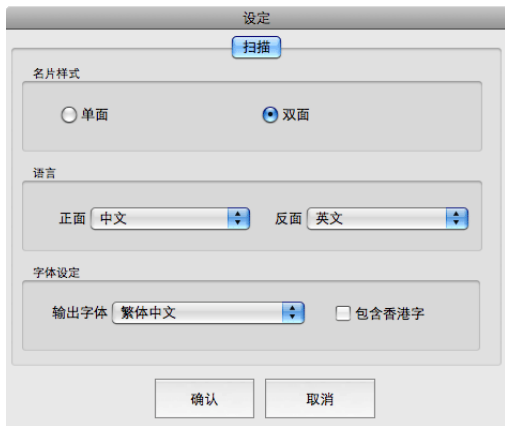 设定
扫描
名片样式
单面 双面
语言
正面 中文 反面 英文
字体设定
输出字体 繁体中文 包含香港字
确认 取消